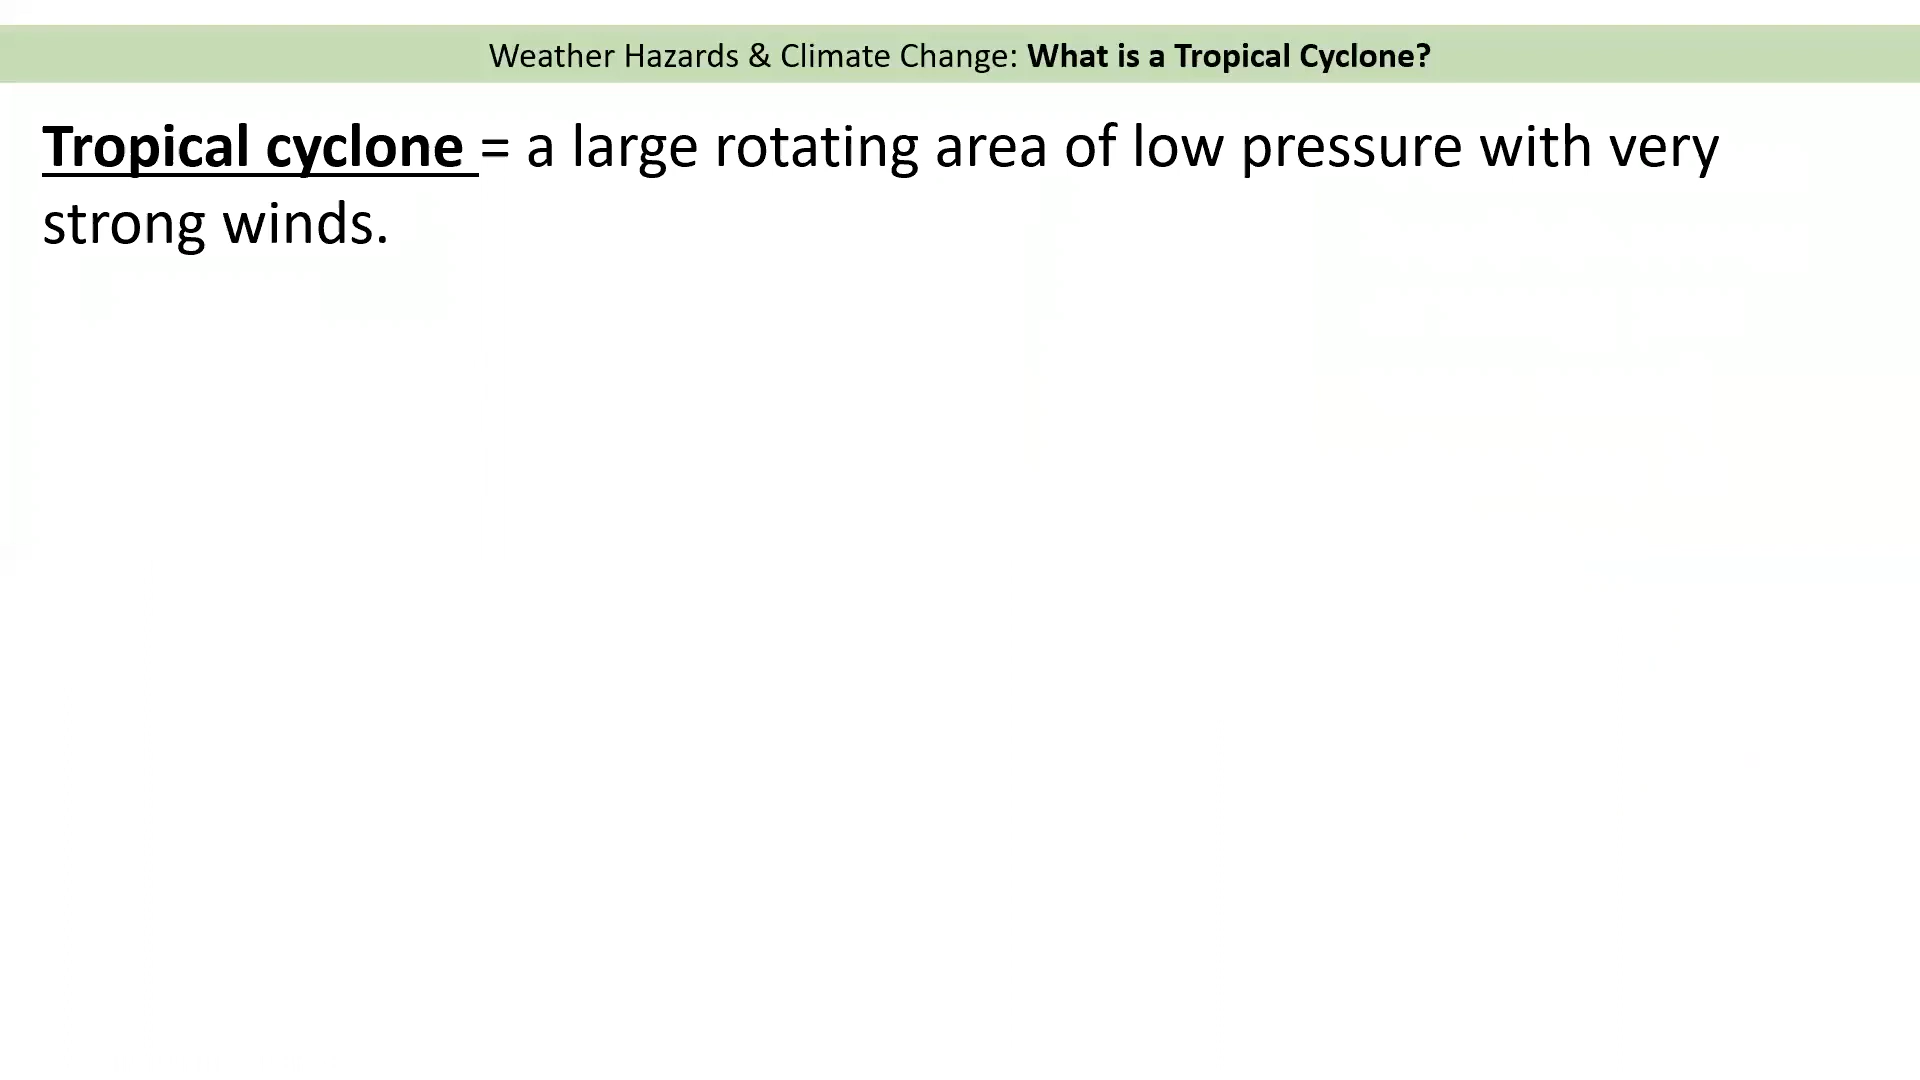 Weather Hazards & Climate Change: What is a Tropical Cyclone?
Tropical cyclone = a large rotating area of low pressure with very
strong winds.